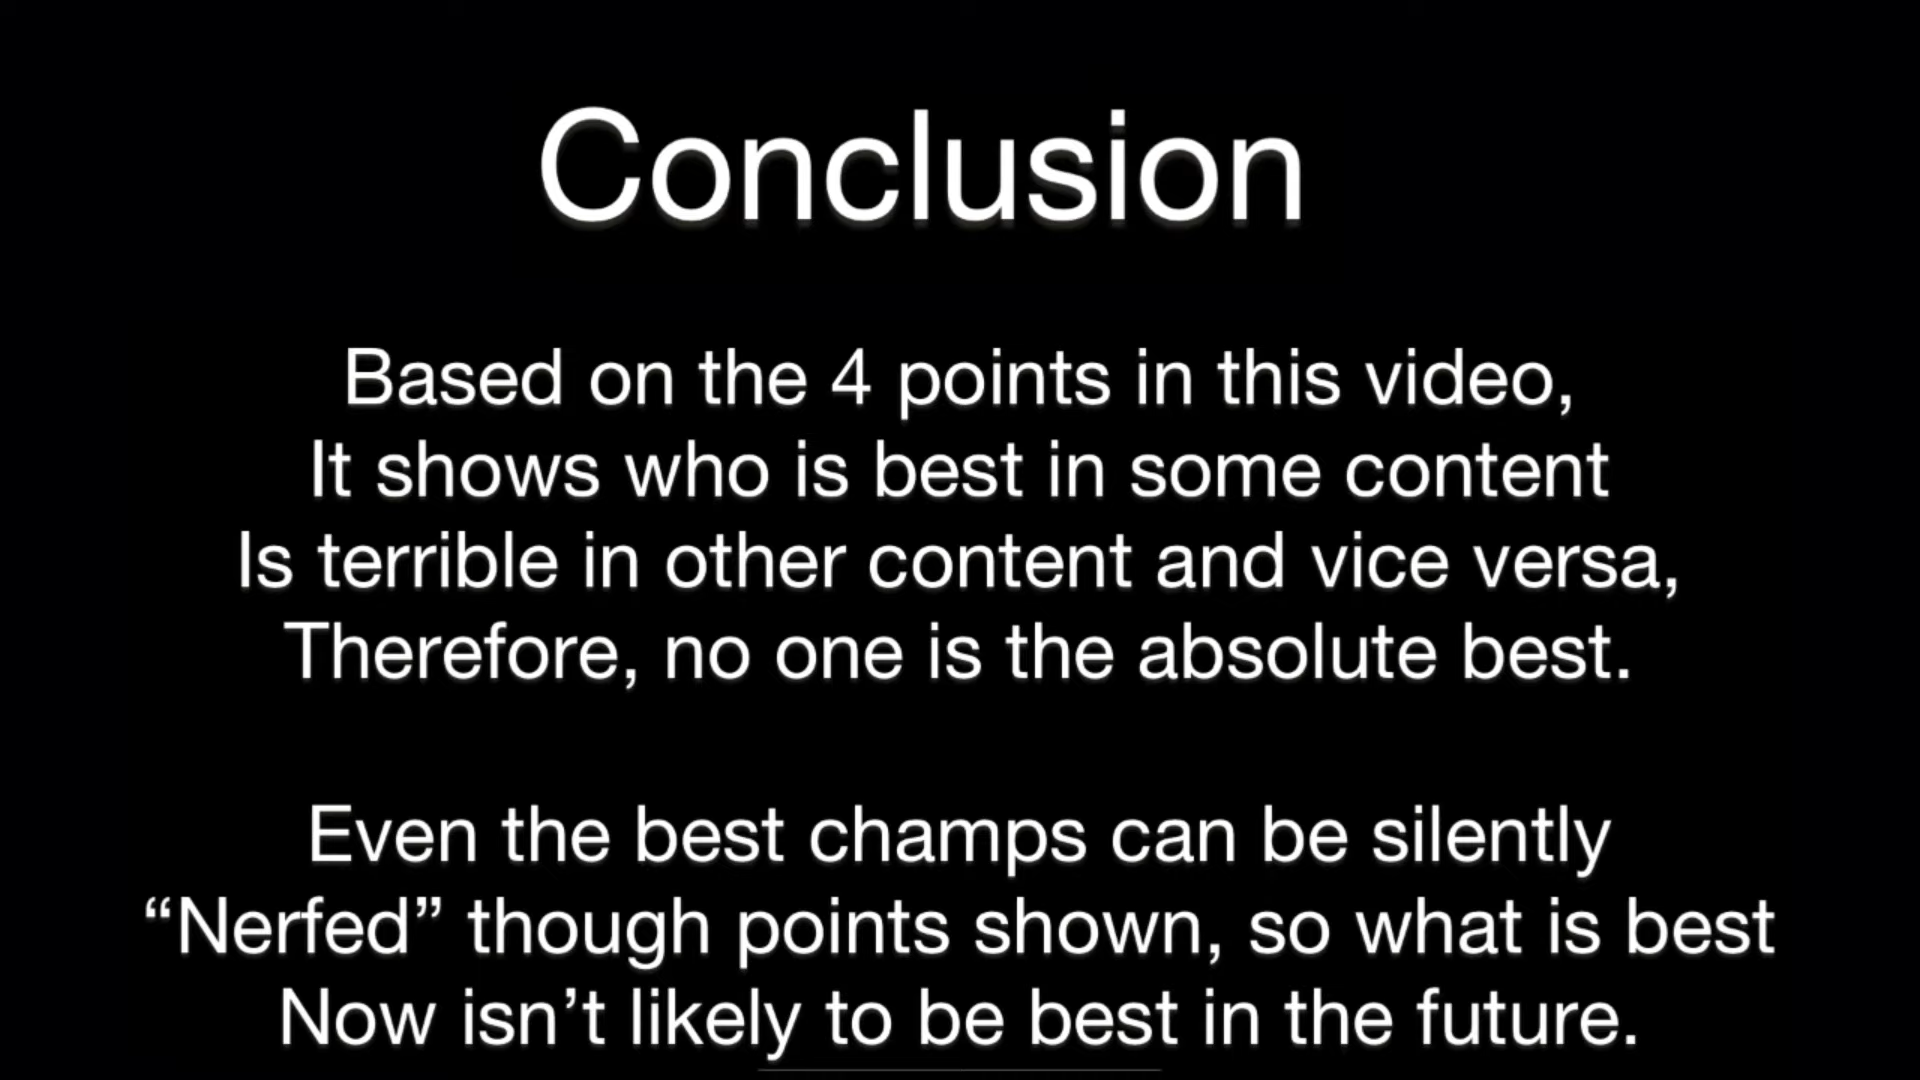 Conclusion
Based on the 4 points in this video,
It shows who is best in some content
Is terrible in other content and vice versa,
Therefore, no one is the absolute best.
Even the best champs can be silently
“Nerfed” though points shown, so what is best
Now isn’t likely to be best in the future.